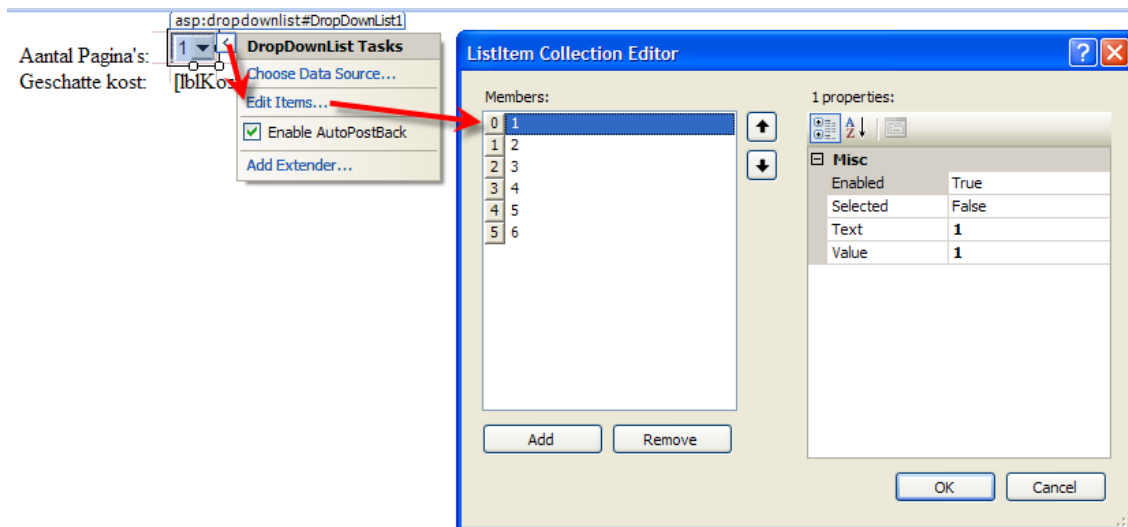 asp:dropdownlist#DropDownList1
Aantal Pagina's: 1
Geschatte kost: [lblKos
DropDownList Tasks
Choose Data Source...
Edit Items...
Enable AutoPostBack
Add Extender...
ListItem Collection Editor
Members:
0 1
1 2
2 3
3 4
4 5
5 6
Add Remove
1 properties:
Misc
Enabled True
Selected False
Text 1
Value 1
OK Cancel